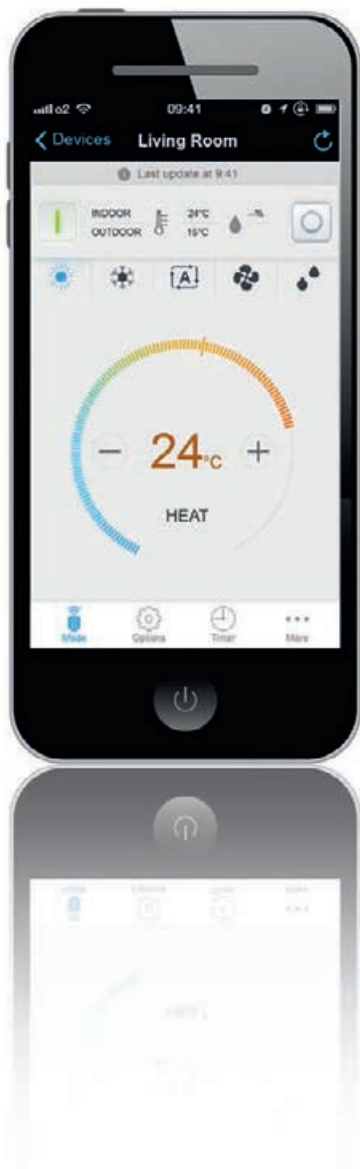 o2 09:41
Devices Living Room
Last update at 9:41
INDOOR 24°C -%
OUTDOOR 15°C
A
24°C
HEAT
Mode Options Timer More